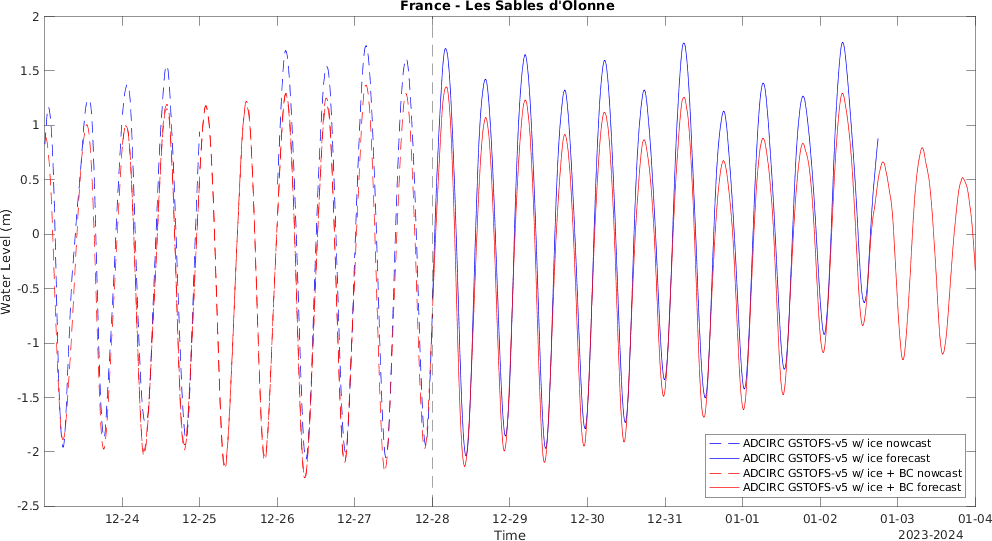 France - Les Sables d'Olonne
2
1.5
1
0.5
0
-0.5
-1
-1.5
-2
-2.5
Water Level (m)
12-24 12-25 12-26 12-27 12-28 12-29 12-30 12-31 01-01 01-02 01-03 01-04
Time
2023-2024
ADCIRC GSTOFS-v5 w/ ice nowcast
ADCIRC GSTOFS-v5 w/ ice forecast
ADCIRC GSTOFS-v5 w/ ice + BC nowcast
ADCIRC GSTOFS-v5 w/ ice + BC forecast